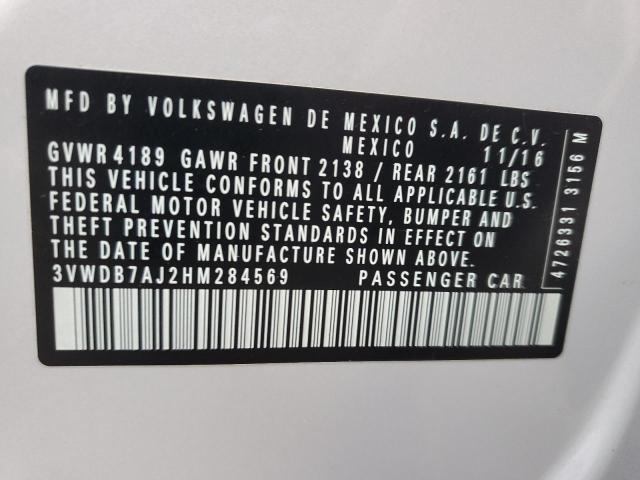 MFD BY VOLKSWAGEN DE MEXICO S.A. DE C.V.
MEXICO 11/16
GVWR 4189 GAWR FRONT 2138 / REAR 2161 LBS
THIS VEHICLE CONFORMS TO ALL APPLICABLE U.S.
FEDERAL MOTOR VEHICLE SAFETY, BUMPER AND
THEFT PREVENTION STANDARDS IN EFFECT ON
THE DATE OF MANUFACTURE SHOWN ABOVE.
3VWDB7AJ2HM284569 PASSENGER CAR
4726331 3156 M